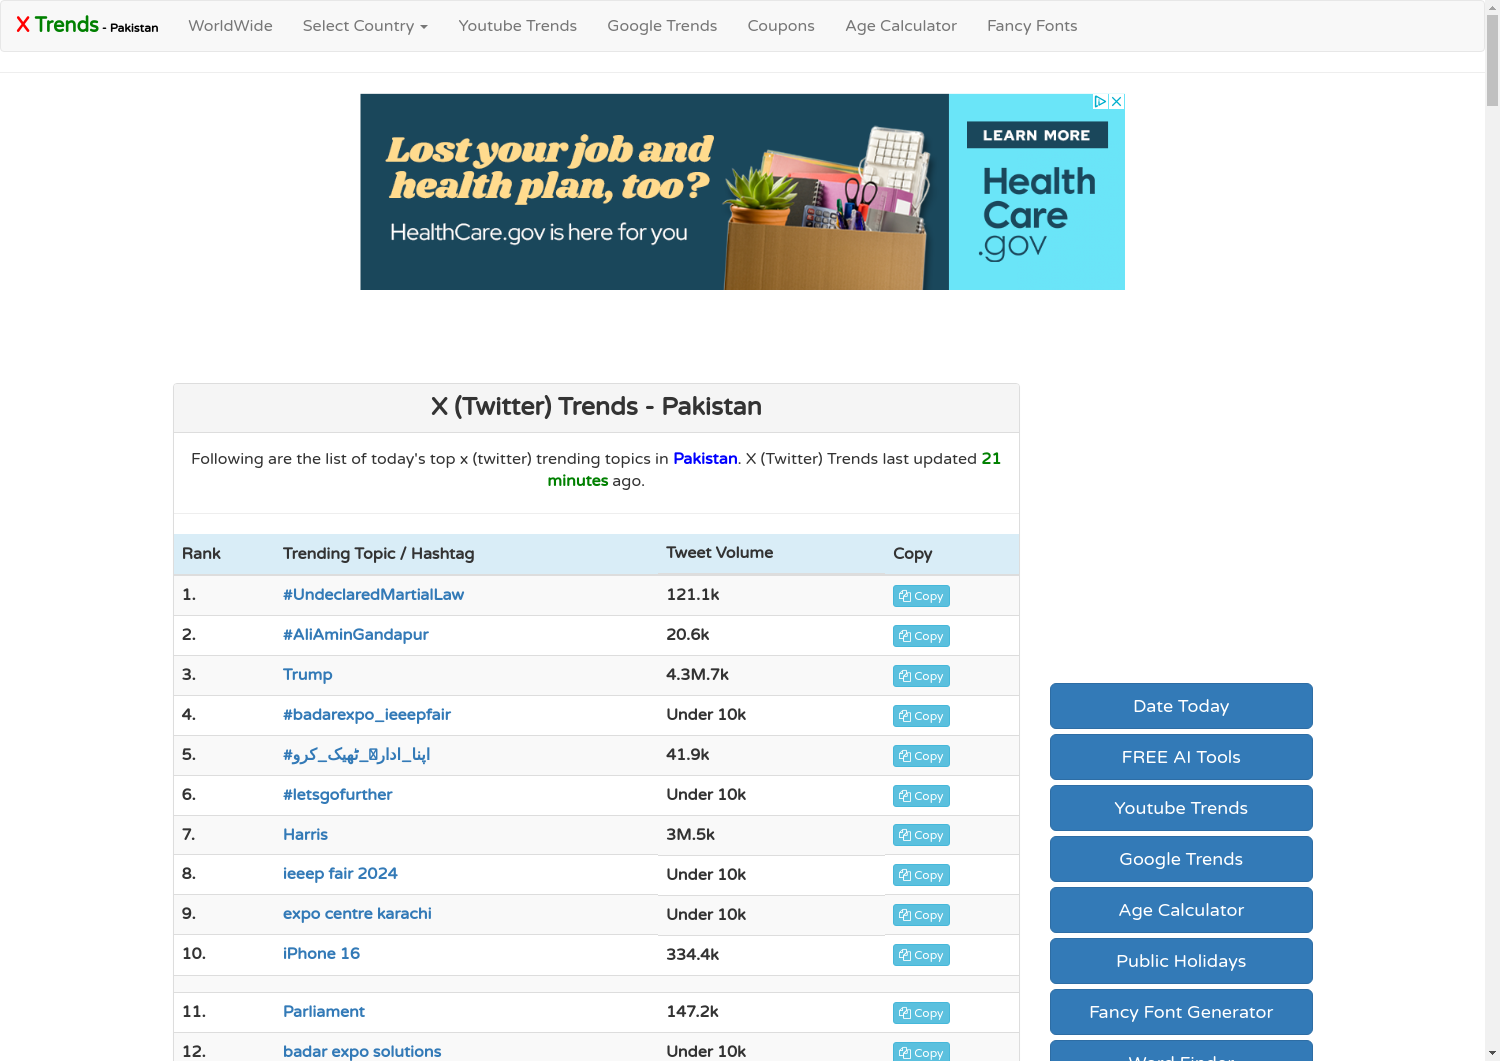 X Trends - Pakistan WorldWide Select Country Youtube Trends Google Trends Coupons Age Calculator Fancy Fonts
Lost your job and
health plan, too?
HealthCare.gov is here for you
LEARN MORE
Health
Care
.gov
X (Twitter) Trends - Pakistan
Following are the list of today's top x (twitter) trending topics in Pakistan. X (Twitter) Trends last updated 21
minutes ago.
Rank Trending Topic / Hashtag Tweet Volume Copy
1. #UndeclaredMartialLaw 121.1k Copy
2. #AliAminGandapur 20.6k Copy
3. Trump 4.3M.7k Copy
4. #badarexpo_ieeepfair Under 10k Copy
5. #اپنا_ادار_ٹھیک_کرو 41.9k Copy
6. #letsgofurther Under 10k Copy
7. Harris 3M.5k Copy
8. ieeep fair 2024 Under 10k Copy
9. expo centre karachi Under 10k Copy
10. iPhone 16 334.4k Copy
11. Parliament 147.2k Copy
12. badar expo solutions Under 10k Copy
Date Today
FREE AI Tools
Youtube Trends
Google Trends
Age Calculator
Public Holidays
Fancy Font Generator
Word Finder